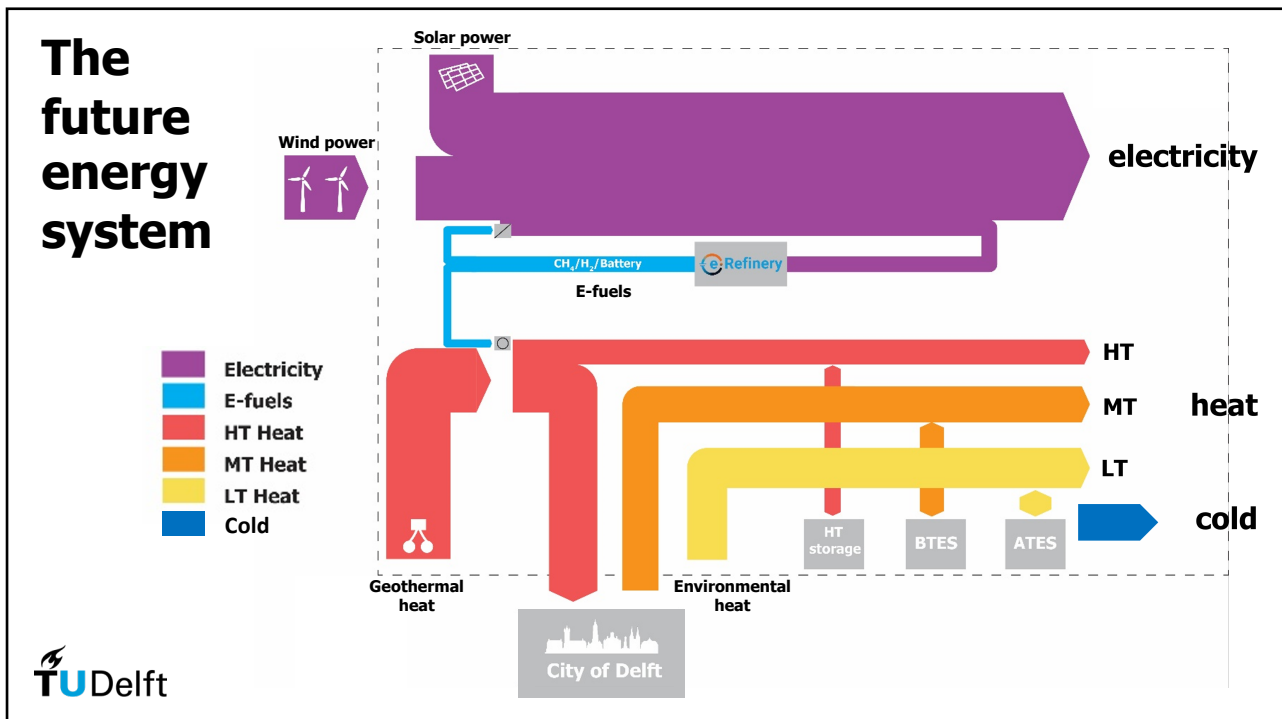 The
future
energy
system
Solar power
Wind power
electricity
CH₄/H₂/Battery
e-Refinery
E-fuels
Electricity
E-fuels
HT Heat
MT Heat
LT Heat
Cold
HT
MT
heat
LT
cold
HT
storage
BTES
ATES
Geothermal
heat
Environmental
heat
City of Delft
TUDelft